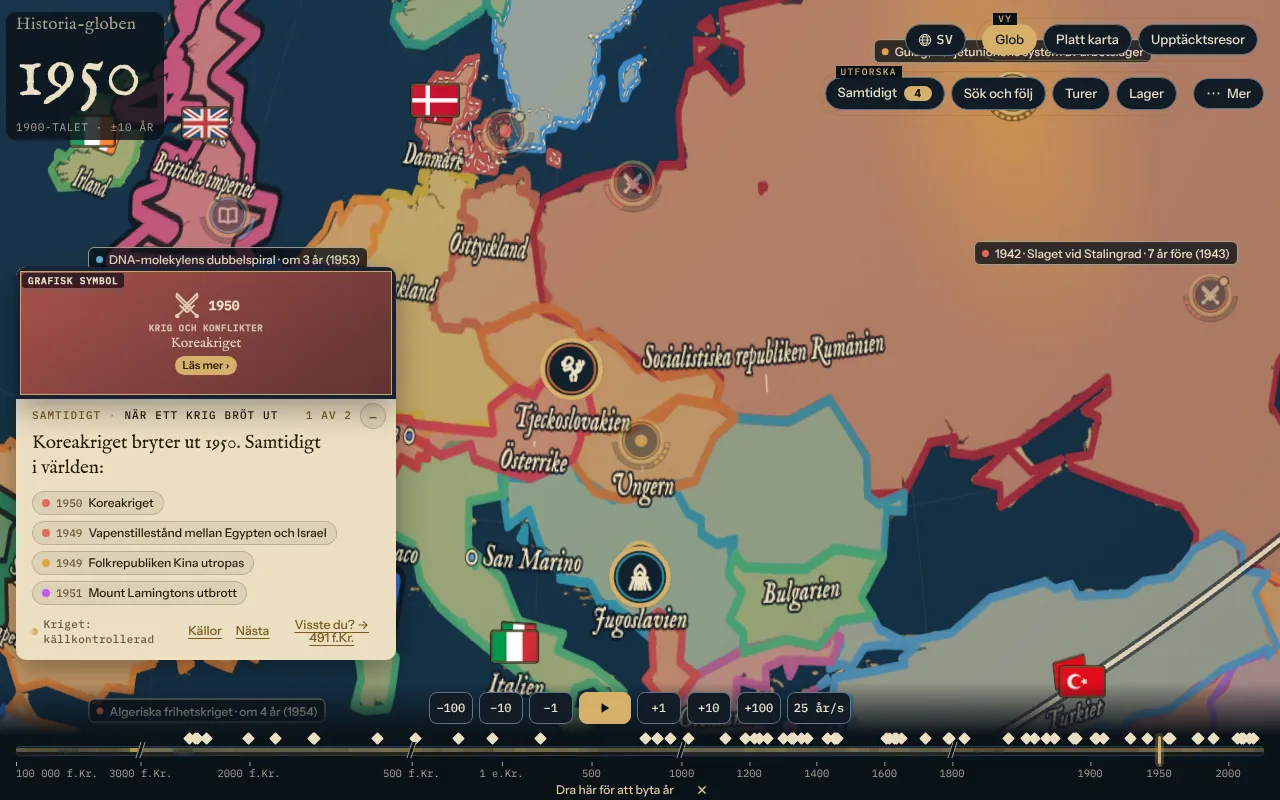 Historia-globen
1950
1900-TALET · ±10 ÅR
SV
VY
Glob
Platt karta
Upptäcktsresor
UTFORSKA
Samtidigt 4
Sök och följ
Turer
Lager
··· Mer
Danmark
Irland
Brittiska imperiet
Östtyskland
DNA-molekylens dubbelspiral · om 3 år (1953)
1942 · Slaget vid Stalingrad · 7 år före (1943)
GRAFISK SYMBOL
1950
KRIG OCH KONFLIKTER
Koreakriget
Läs mer ›
SAMTIDIGT · NÄR ETT KRIG BRÖT UT 1 AV 2 –
Koreakriget bryter ut 1950. Samtidigt
i världen:
1950 Koreakriget
1949 Vapenstillestånd mellan Egypten och Israel
1949 Folkrepubliken Kina utropas
1951 Mount Lamingtons utbrott
Kriget:
källkontrollerad
Källor
Nästa
Visste du? →
491 f.Kr.
Socialistiska republiken Rumänien
Tjeckoslovakien
Österrike
Ungern
San Marino
Jugoslavien
Bulgarien
Italien
Turkiet
Algeriska frihetskriget · om 4 år (1954)
−100
−10
−1
+1
+10
+100
25 år/s
100 000 f.Kr.
3000 f.Kr.
2000 f.Kr.
500 f.Kr.
1 e.Kr.
500
1000
1200
1400
1600
1800
1900
1950
2000
Dra här för att byta år ✕